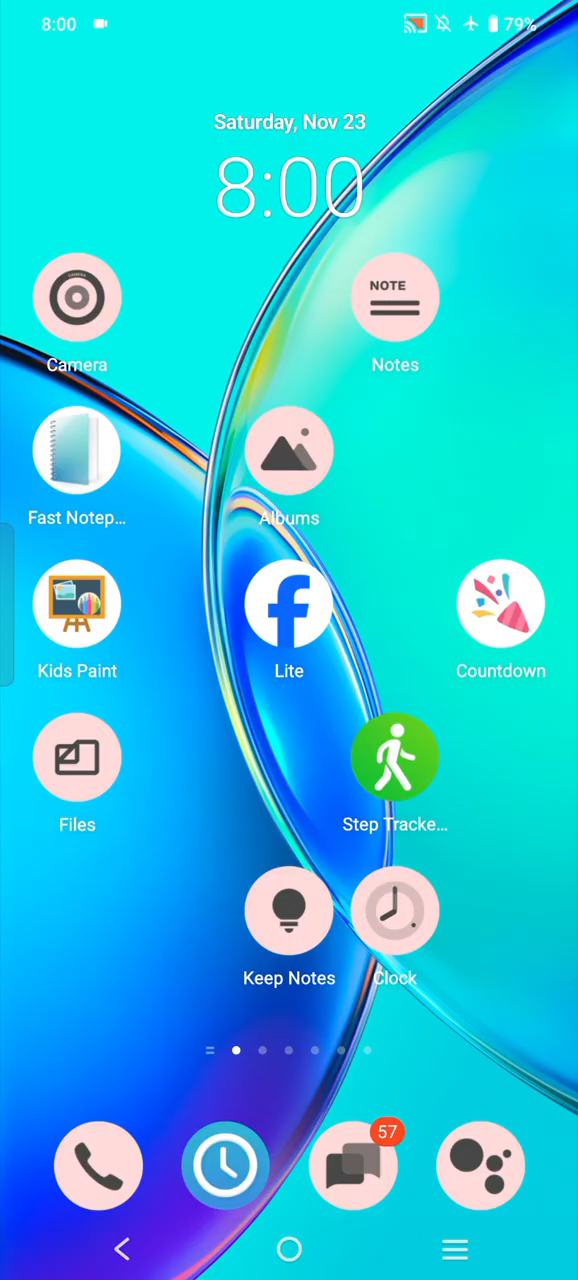 8:00
79%
Saturday, Nov 23
8:00
CAMERA
NOTE
Camera
Notes
Fast Notep...
Albums
Kids Paint
Lite
Countdown
Files
Step Tracke...
Keep Notes
Clock
57